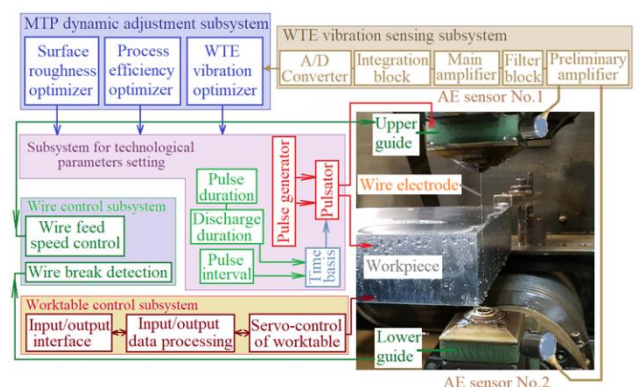 MTP dynamic adjustment subsystem
Surface
roughness
optimizer
Process
efficiency
optimizer
WTE
vibration
optimizer
WTE vibration sensing subsystem
A/D
Converter
Integration
block
Main
amplifier
Filter
block
Preliminary
amplifier
AE sensor No.1
Subsystem for technological
parameters setting
Pulse
duration
Discharge
duration
Pulse
interval
Pulse generator
Pulsator
Time
basis
Upper
guide
Wire electrode
Workpiece
Lower
guide
AE sensor No.2
Wire control subsystem
Wire feed
speed control
Wire break detection
Worktable control subsystem
Input/output
interface
Input/output
data processing
Servo-control
of worktable